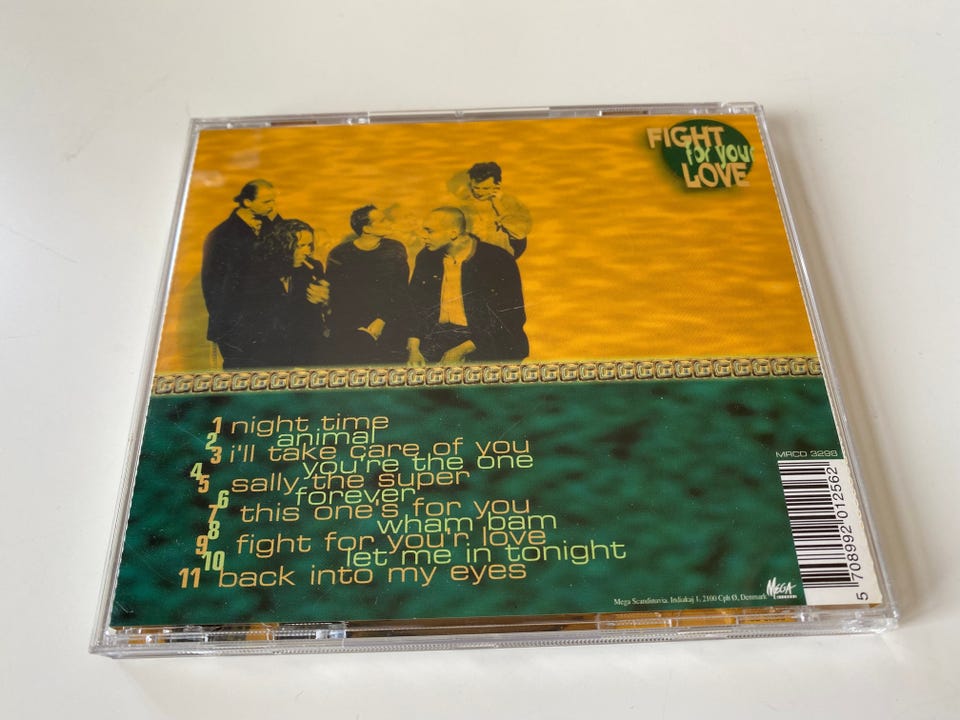 FIGHT
for your
LOVE
1 night time
2 animal
3 i'll take care of you
4 you're the one
5 sally the super
6 forever
7 this one's for you
8 wham bam
9 fight for you'r love
10 let me in tonight
11 back into my eyes
MRCD 3298
5 708992 012562
Mega Scandinavia. Indiakaj 1. 2100 Cph Ø, Denmark
MEGA
RECORDS